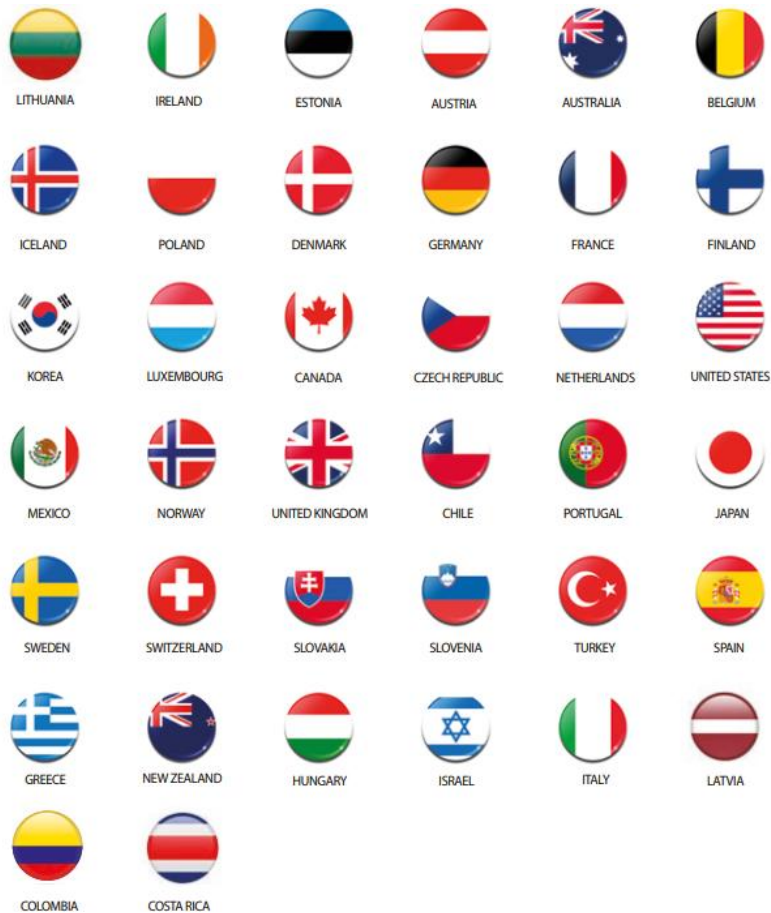 LITHUANIA IRELAND ESTONIA AUSTRIA AUSTRALIA BELGIUM
ICELAND POLAND DENMARK GERMANY FRANCE FINLAND
KOREA LUXEMBOURG CANADA CZECH REPUBLIC NETHERLANDS UNITED STATES
MEXICO NORWAY UNITED KINGDOM CHILE PORTUGAL JAPAN
SWEDEN SWITZERLAND SLOVAKIA SLOVENIA TURKEY SPAIN
GREECE NEW ZEALAND HUNGARY ISRAEL ITALY LATVIA
COLOMBIA COSTA RICA